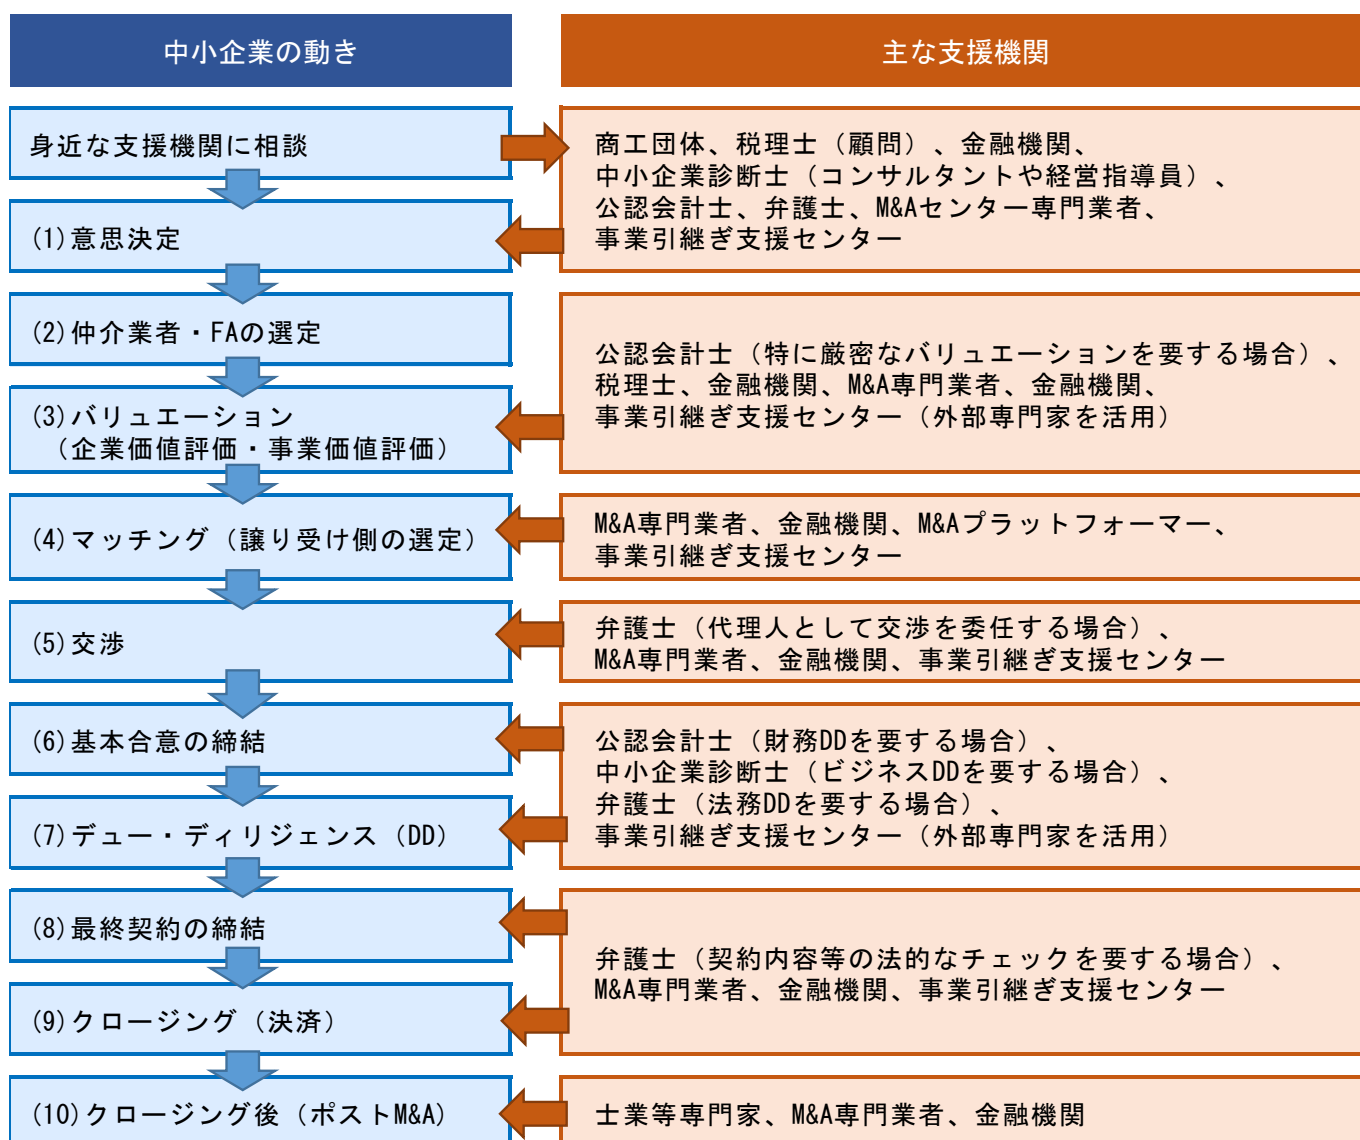 中小企業の動き
主な支援機関
身近な支援機関に相談
商工団体、税理士（顧問）、金融機関、
中小企業診断士（コンサルタントや経営指導員）、
公認会計士、弁護士、M&Aセンター専門業者、
事業引継ぎ支援センター
(1)意思決定
(2)仲介業者・FAの選定
公認会計士（特に厳密なバリュエーションを要する場合）、
税理士、金融機関、M&A専門業者、金融機関、
事業引継ぎ支援センター（外部専門家を活用）
(3)バリュエーション
（企業価値評価・事業価値評価）
(4)マッチング（譲り受け側の選定）
M&A専門業者、金融機関、M&Aプラットフォーマー、
事業引継ぎ支援センター
(5)交渉
弁護士（代理人として交渉を委任する場合）、
M&A専門業者、金融機関、事業引継ぎ支援センター
(6)基本合意の締結
公認会計士（財務DDを要する場合）、
中小企業診断士（ビジネスDDを要する場合）、
弁護士（法務DDを要する場合）、
事業引継ぎ支援センター（外部専門家を活用）
(7)デュー・ディリジェンス（DD）
(8)最終契約の締結
弁護士（契約内容等の法的なチェックを要する場合）、
M&A専門業者、金融機関、事業引継ぎ支援センター
(9)クロージング（決済）
(10)クロージング後（ポストM&A）
士業等専門家、M&A専門業者、金融機関